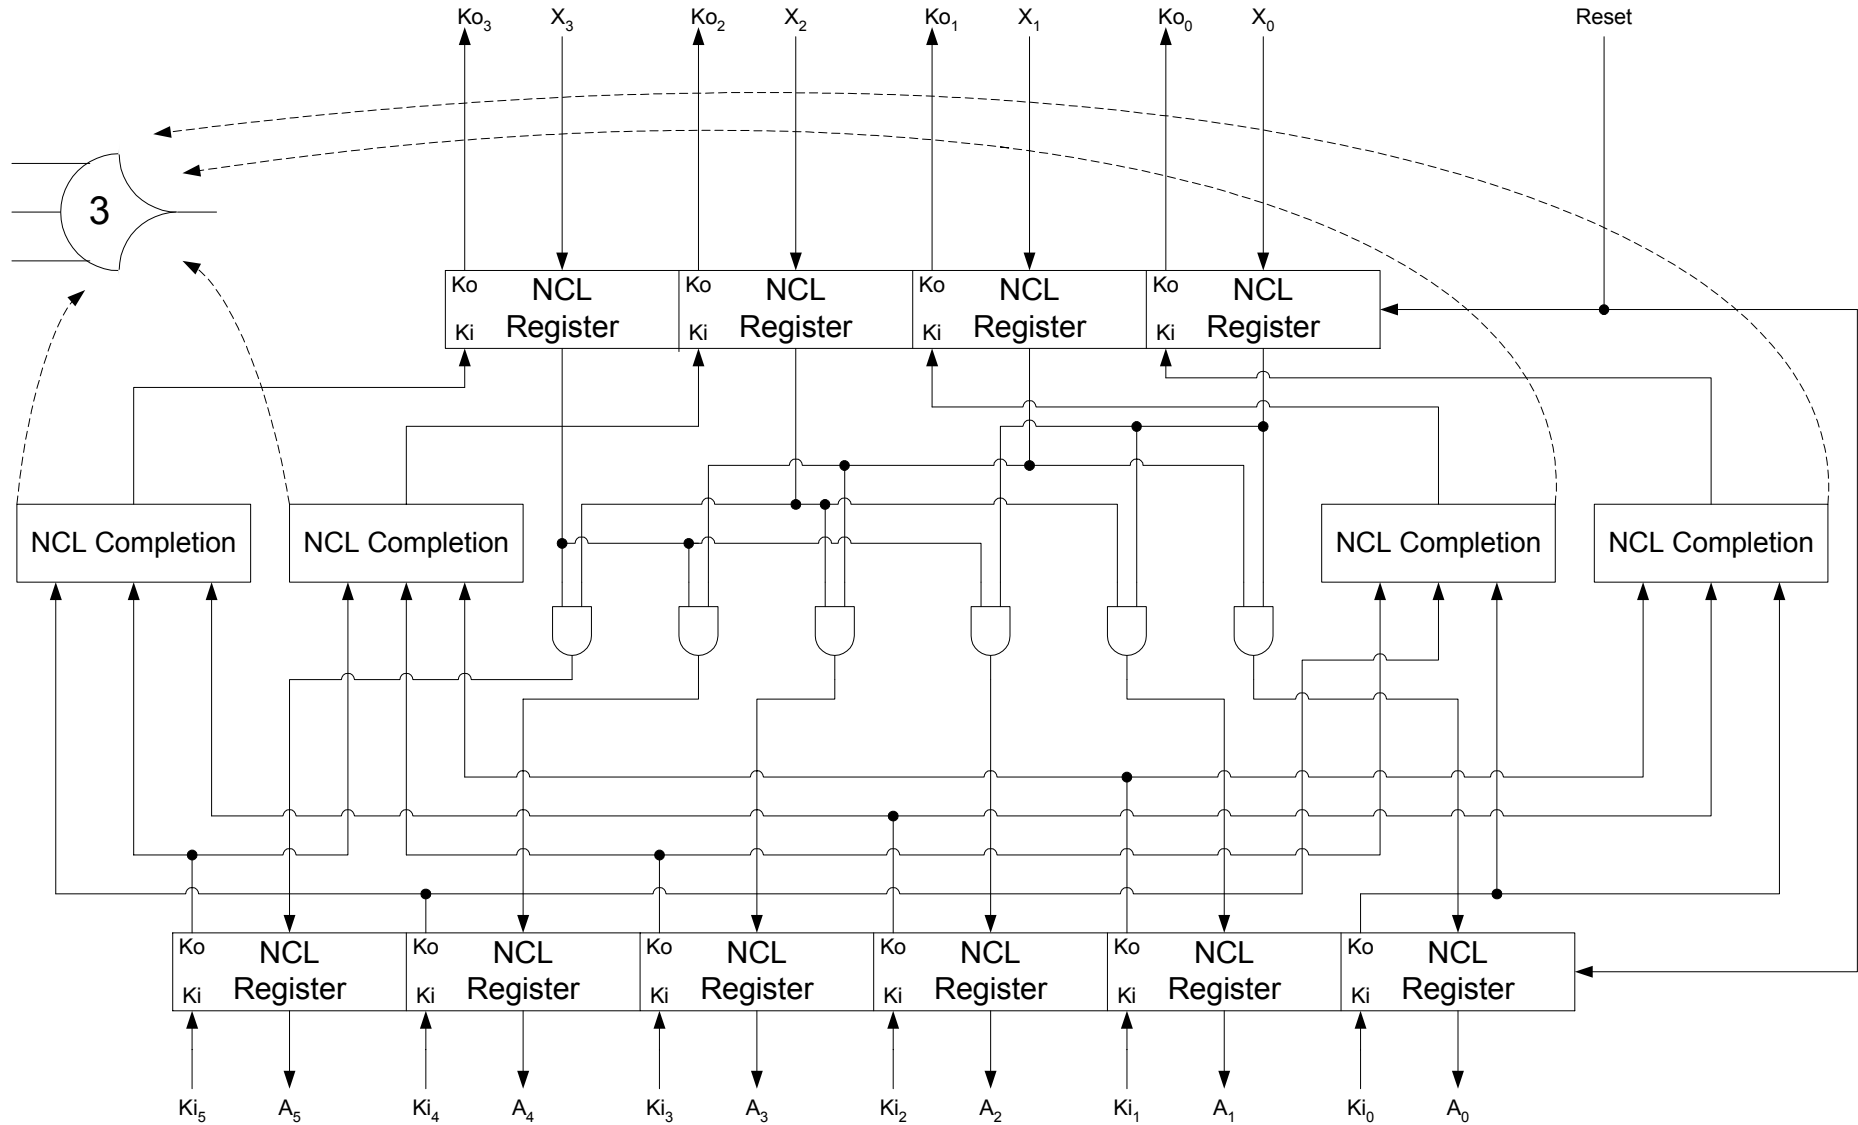 Ko3 X3 Ko2 X2 Ko1 X1 Ko0 X0 Reset
3
Ko NCL Ko NCL Ko NCL Ko NCL
Ki Register Ki Register Ki Register Ki Register
NCL Completion NCL Completion NCL Completion NCL Completion
Ko NCL Ko NCL Ko NCL Ko NCL Ko NCL Ko NCL
Ki Register Ki Register Ki Register Ki Register Ki Register Ki Register
Ki5 A5 Ki4 A4 Ki3 A3 Ki2 A2 Ki1 A1 Ki0 A0